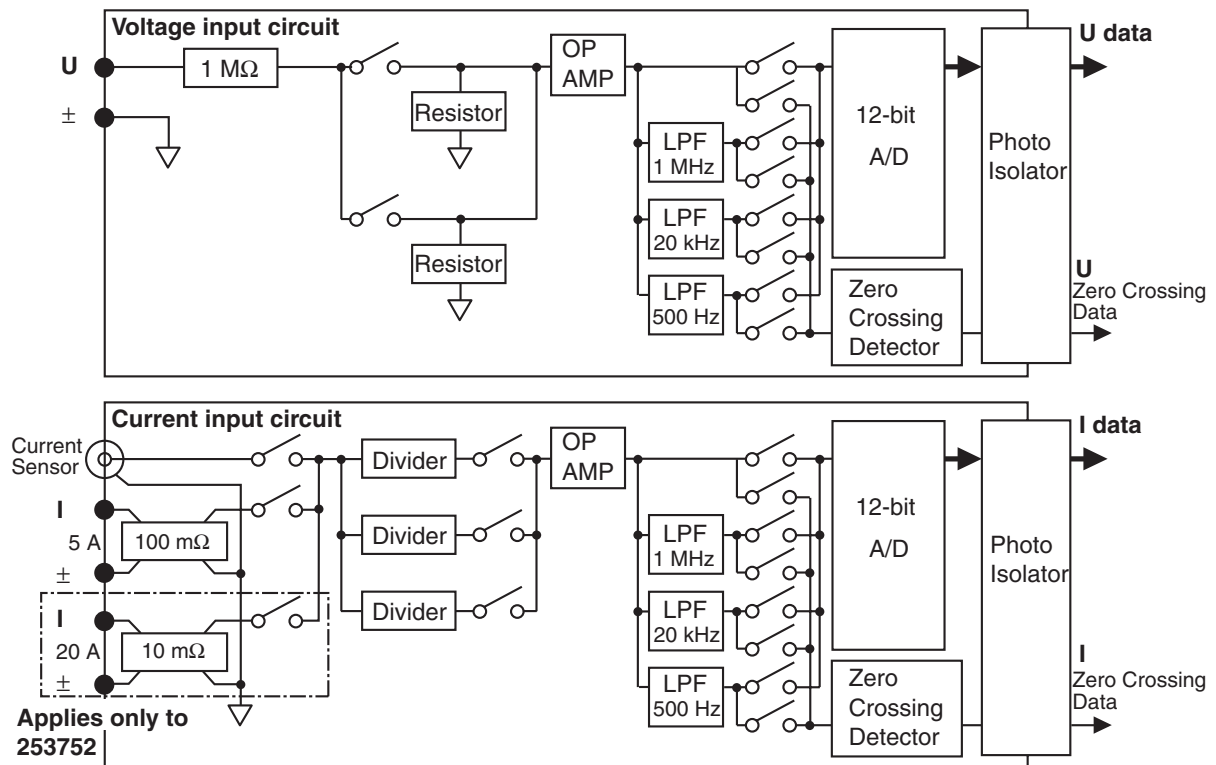 Voltage input circuit
U
±
1 MΩ
Resistor
Resistor
OP
AMP
LPF
1 MHz
LPF
20 kHz
LPF
500 Hz
12-bit
A/D
Zero
Crossing
Detector
Photo
Isolator
U data
U
Zero Crossing
Data
Current input circuit
Current
Sensor
I
5 A
±
100 mΩ
I
20 A
±
10 mΩ
Applies only to
253752
Divider
Divider
Divider
OP
AMP
LPF
1 MHz
LPF
20 kHz
LPF
500 Hz
12-bit
A/D
Zero
Crossing
Detector
Photo
Isolator
I data
I
Zero Crossing
Data